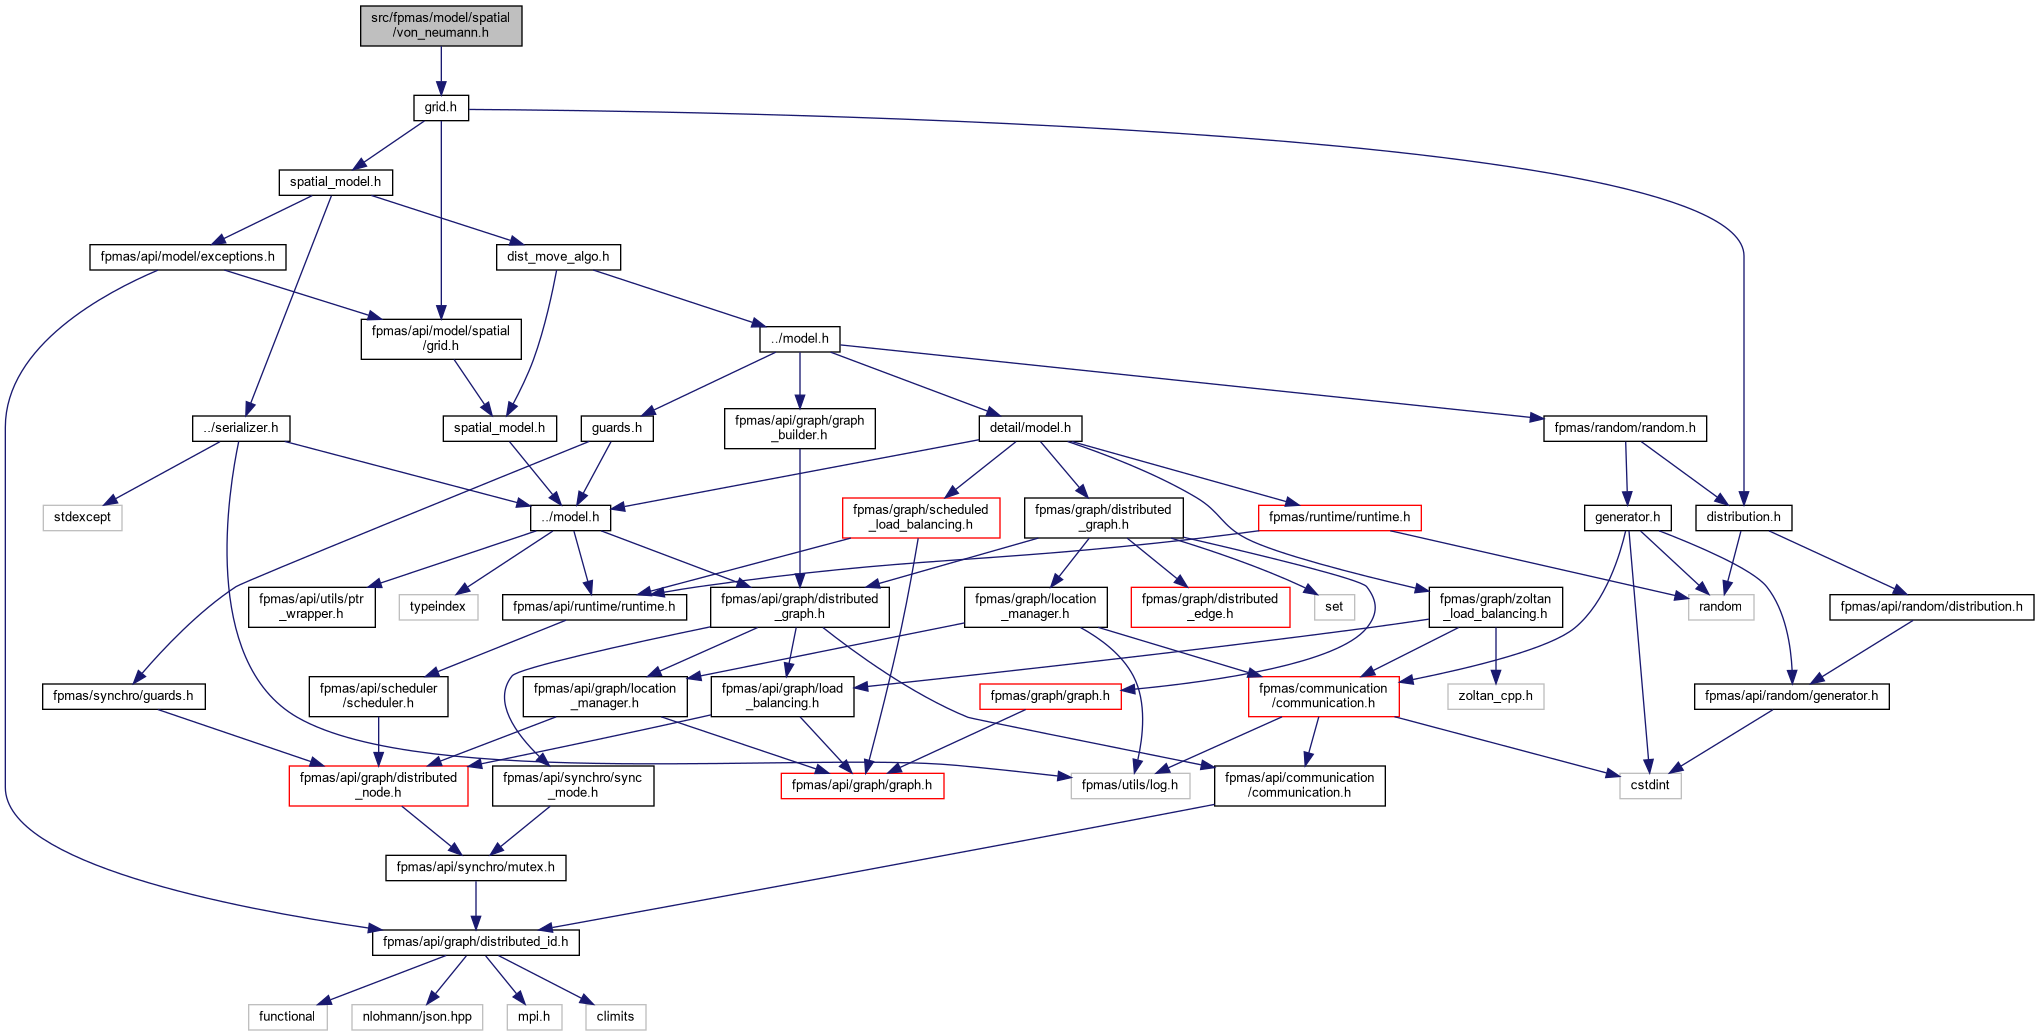 src/fpmas/model/spatial
/von_neumann.h
grid.h
spatial_model.h
fpmas/api/model/exceptions.h
dist_move_algo.h
fpmas/api/model/spatial
/grid.h
../model.h
../serializer.h
spatial_model.h
guards.h
fpmas/api/graph/graph
_builder.h
detail/model.h
fpmas/random/random.h
stdexcept
../model.h
fpmas/graph/scheduled
_load_balancing.h
fpmas/graph/distributed
_graph.h
fpmas/runtime/runtime.h
generator.h
distribution.h
fpmas/api/utils/ptr
_wrapper.h
typeindex
fpmas/api/runtime/runtime.h
fpmas/api/graph/distributed
_graph.h
fpmas/graph/location
_manager.h
fpmas/graph/distributed
_edge.h
set
fpmas/graph/zoltan
_load_balancing.h
random
fpmas/api/random/distribution.h
fpmas/synchro/guards.h
fpmas/api/scheduler
/scheduler.h
fpmas/api/graph/location
_manager.h
fpmas/api/graph/load
_balancing.h
fpmas/graph/graph.h
fpmas/communication
/communication.h
zoltan_cpp.h
fpmas/api/random/generator.h
fpmas/api/graph/distributed
_node.h
fpmas/api/synchro/sync
_mode.h
fpmas/api/graph/graph.h
fpmas/utils/log.h
fpmas/api/communication
/communication.h
cstdint
fpmas/api/synchro/mutex.h
fpmas/api/graph/distributed_id.h
functional
nlohmann/json.hpp
mpi.h
climits